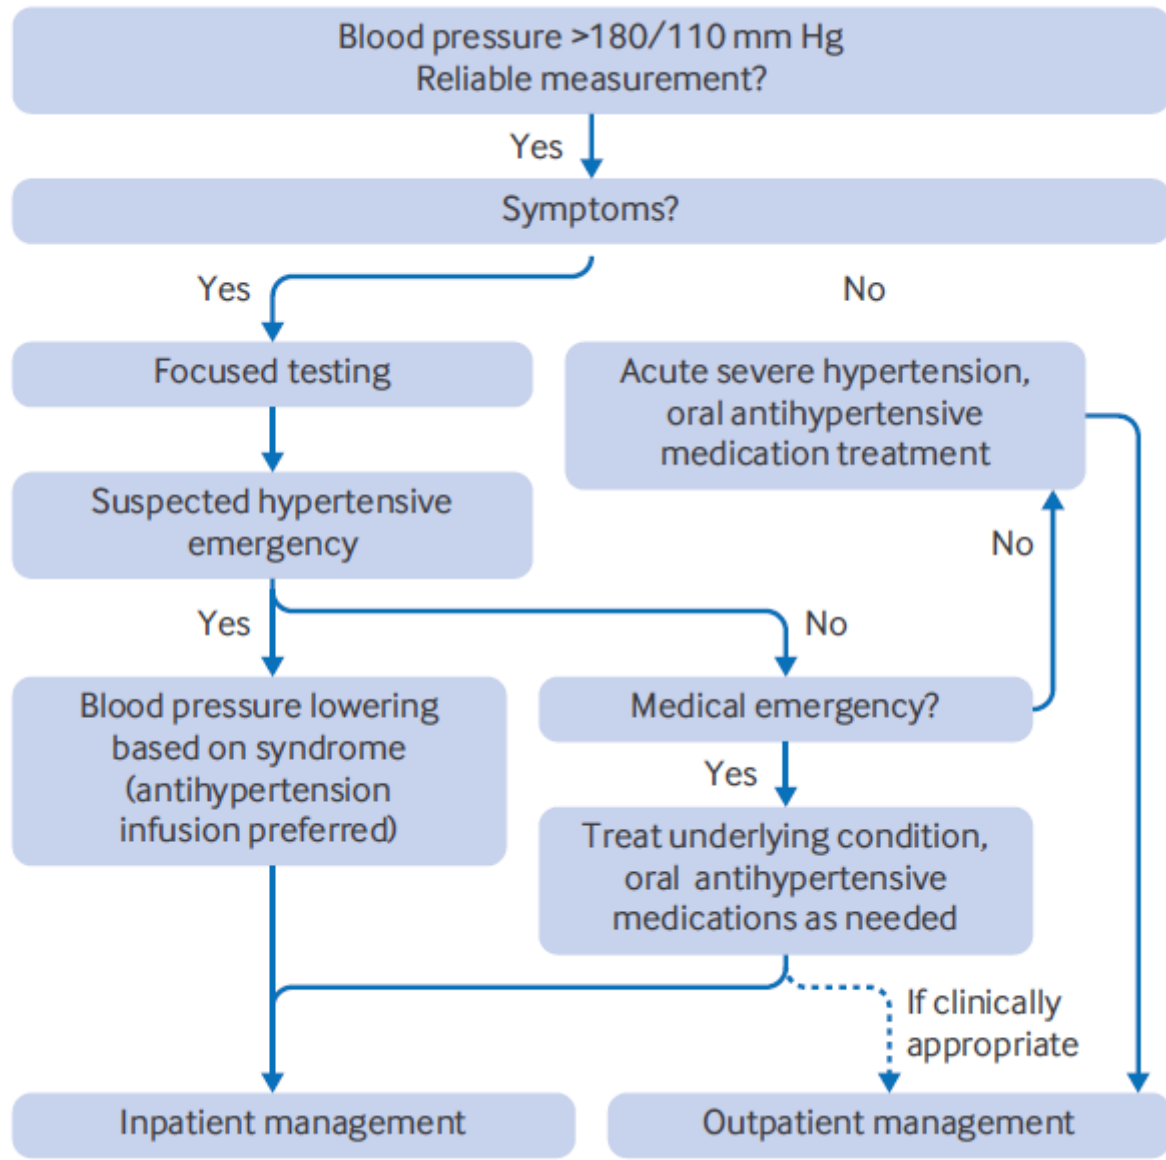 Blood pressure >180/110 mm Hg
Reliable measurement?
Yes
Symptoms?
Yes
No
Focused testing
Acute severe hypertension,
oral antihypertensive
medication treatment
Suspected hypertensive
emergency
No
Yes
No
Blood pressure lowering
based on syndrome
(antihypertension
infusion preferred)
Medical emergency?
Yes
Treat underlying condition,
oral antihypertensive
medications as needed
If clinically
appropriate
Inpatient management
Outpatient management